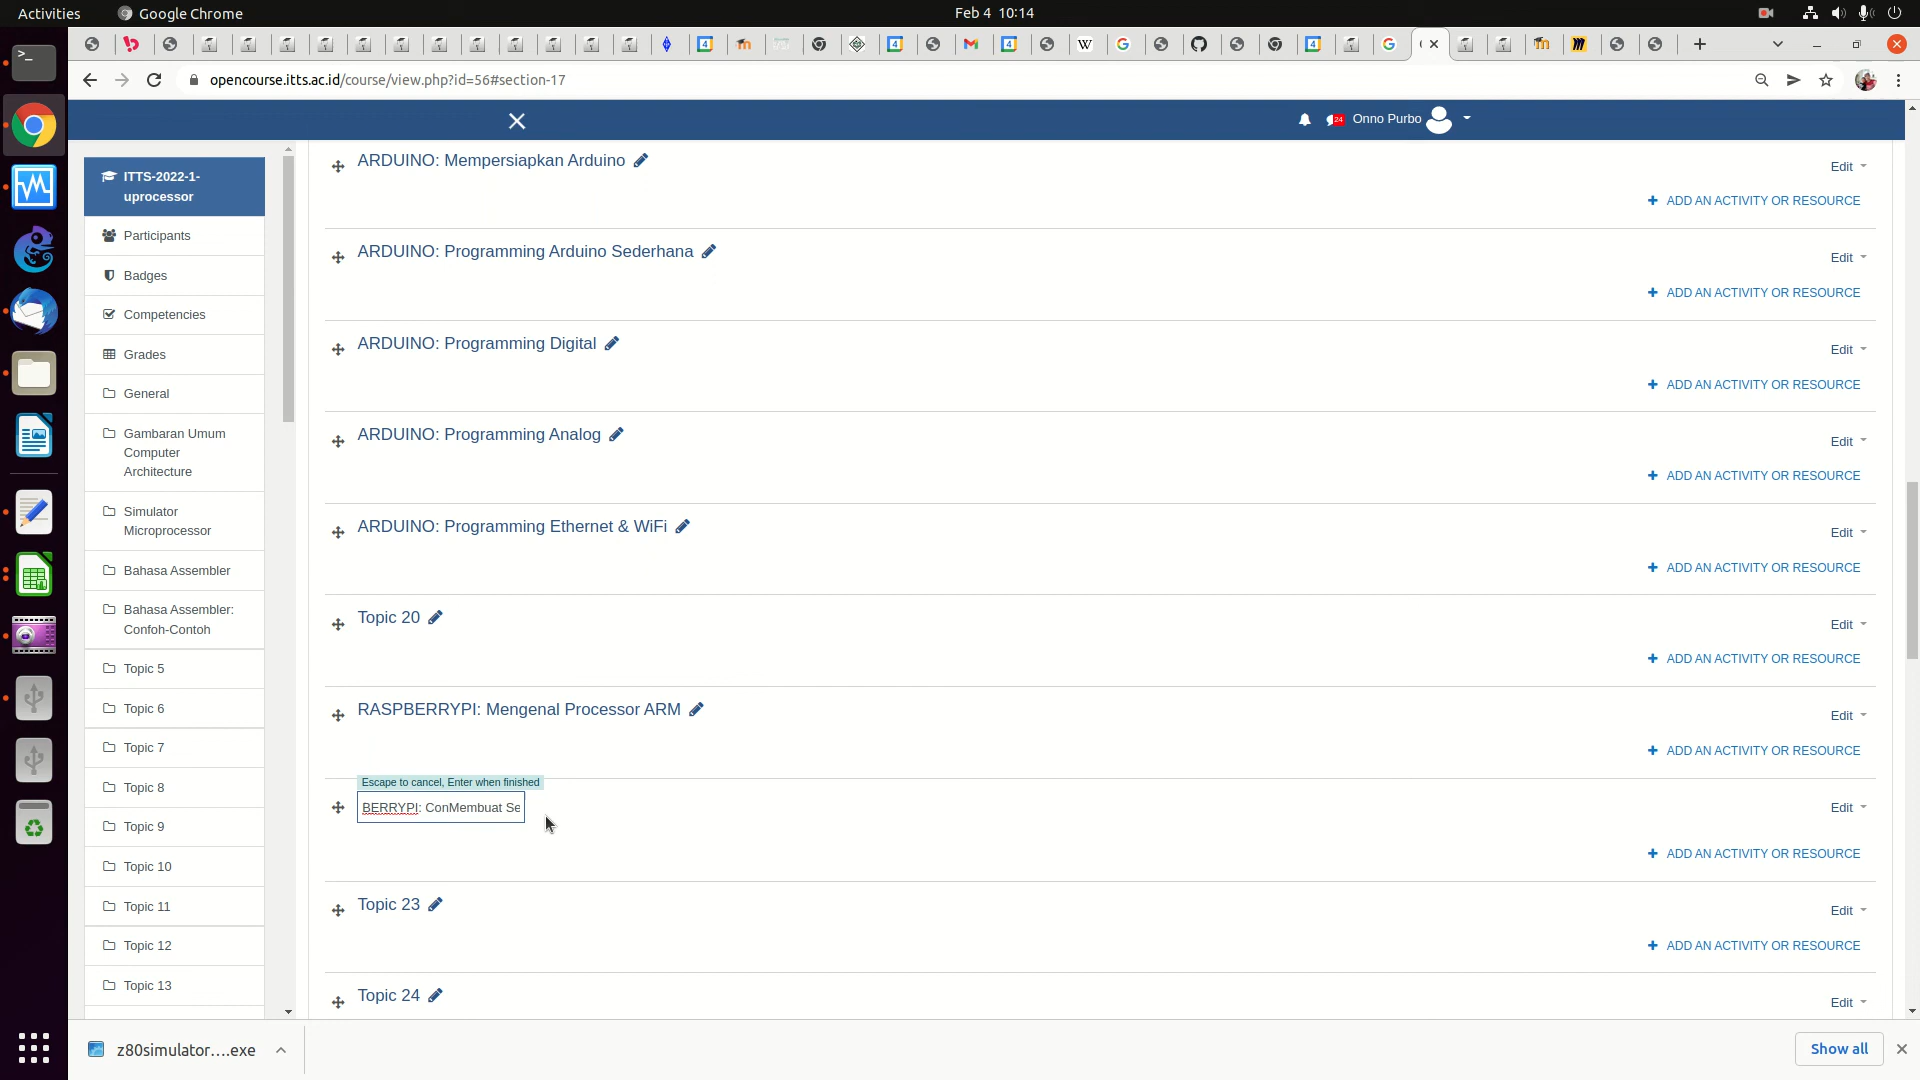 Activities
Google Chrome
Feb 4 10:14
opencourse.itts.ac.id/course/view.php?id=56#section-17
24
Onno Purbo
ITTS-2022-1-
uprocessor
Participants
Badges
Competencies
Grades
General
Gambaran Umum
Computer
Architecture
Simulator
Microprocessor
Bahasa Assembler
Bahasa Assembler:
Confoh-Contoh
Topic 5
Topic 6
Topic 7
Topic 8
Topic 9
Topic 10
Topic 11
Topic 12
Topic 13
ARDUINO: Mempersiapkan Arduino
Edit
+ ADD AN ACTIVITY OR RESOURCE
ARDUINO: Programming Arduino Sederhana
Edit
+ ADD AN ACTIVITY OR RESOURCE
ARDUINO: Programming Digital
Edit
+ ADD AN ACTIVITY OR RESOURCE
ARDUINO: Programming Analog
Edit
+ ADD AN ACTIVITY OR RESOURCE
ARDUINO: Programming Ethernet & WiFi
Edit
+ ADD AN ACTIVITY OR RESOURCE
Topic 20
Edit
+ ADD AN ACTIVITY OR RESOURCE
RASPBERRYPI: Mengenal Processor ARM
Edit
+ ADD AN ACTIVITY OR RESOURCE
Escape to cancel, Enter when finished
BERRYPI: ConMembuat Se
Edit
+ ADD AN ACTIVITY OR RESOURCE
Topic 23
Edit
+ ADD AN ACTIVITY OR RESOURCE
Topic 24
Edit
z80simulator....exe
Show all